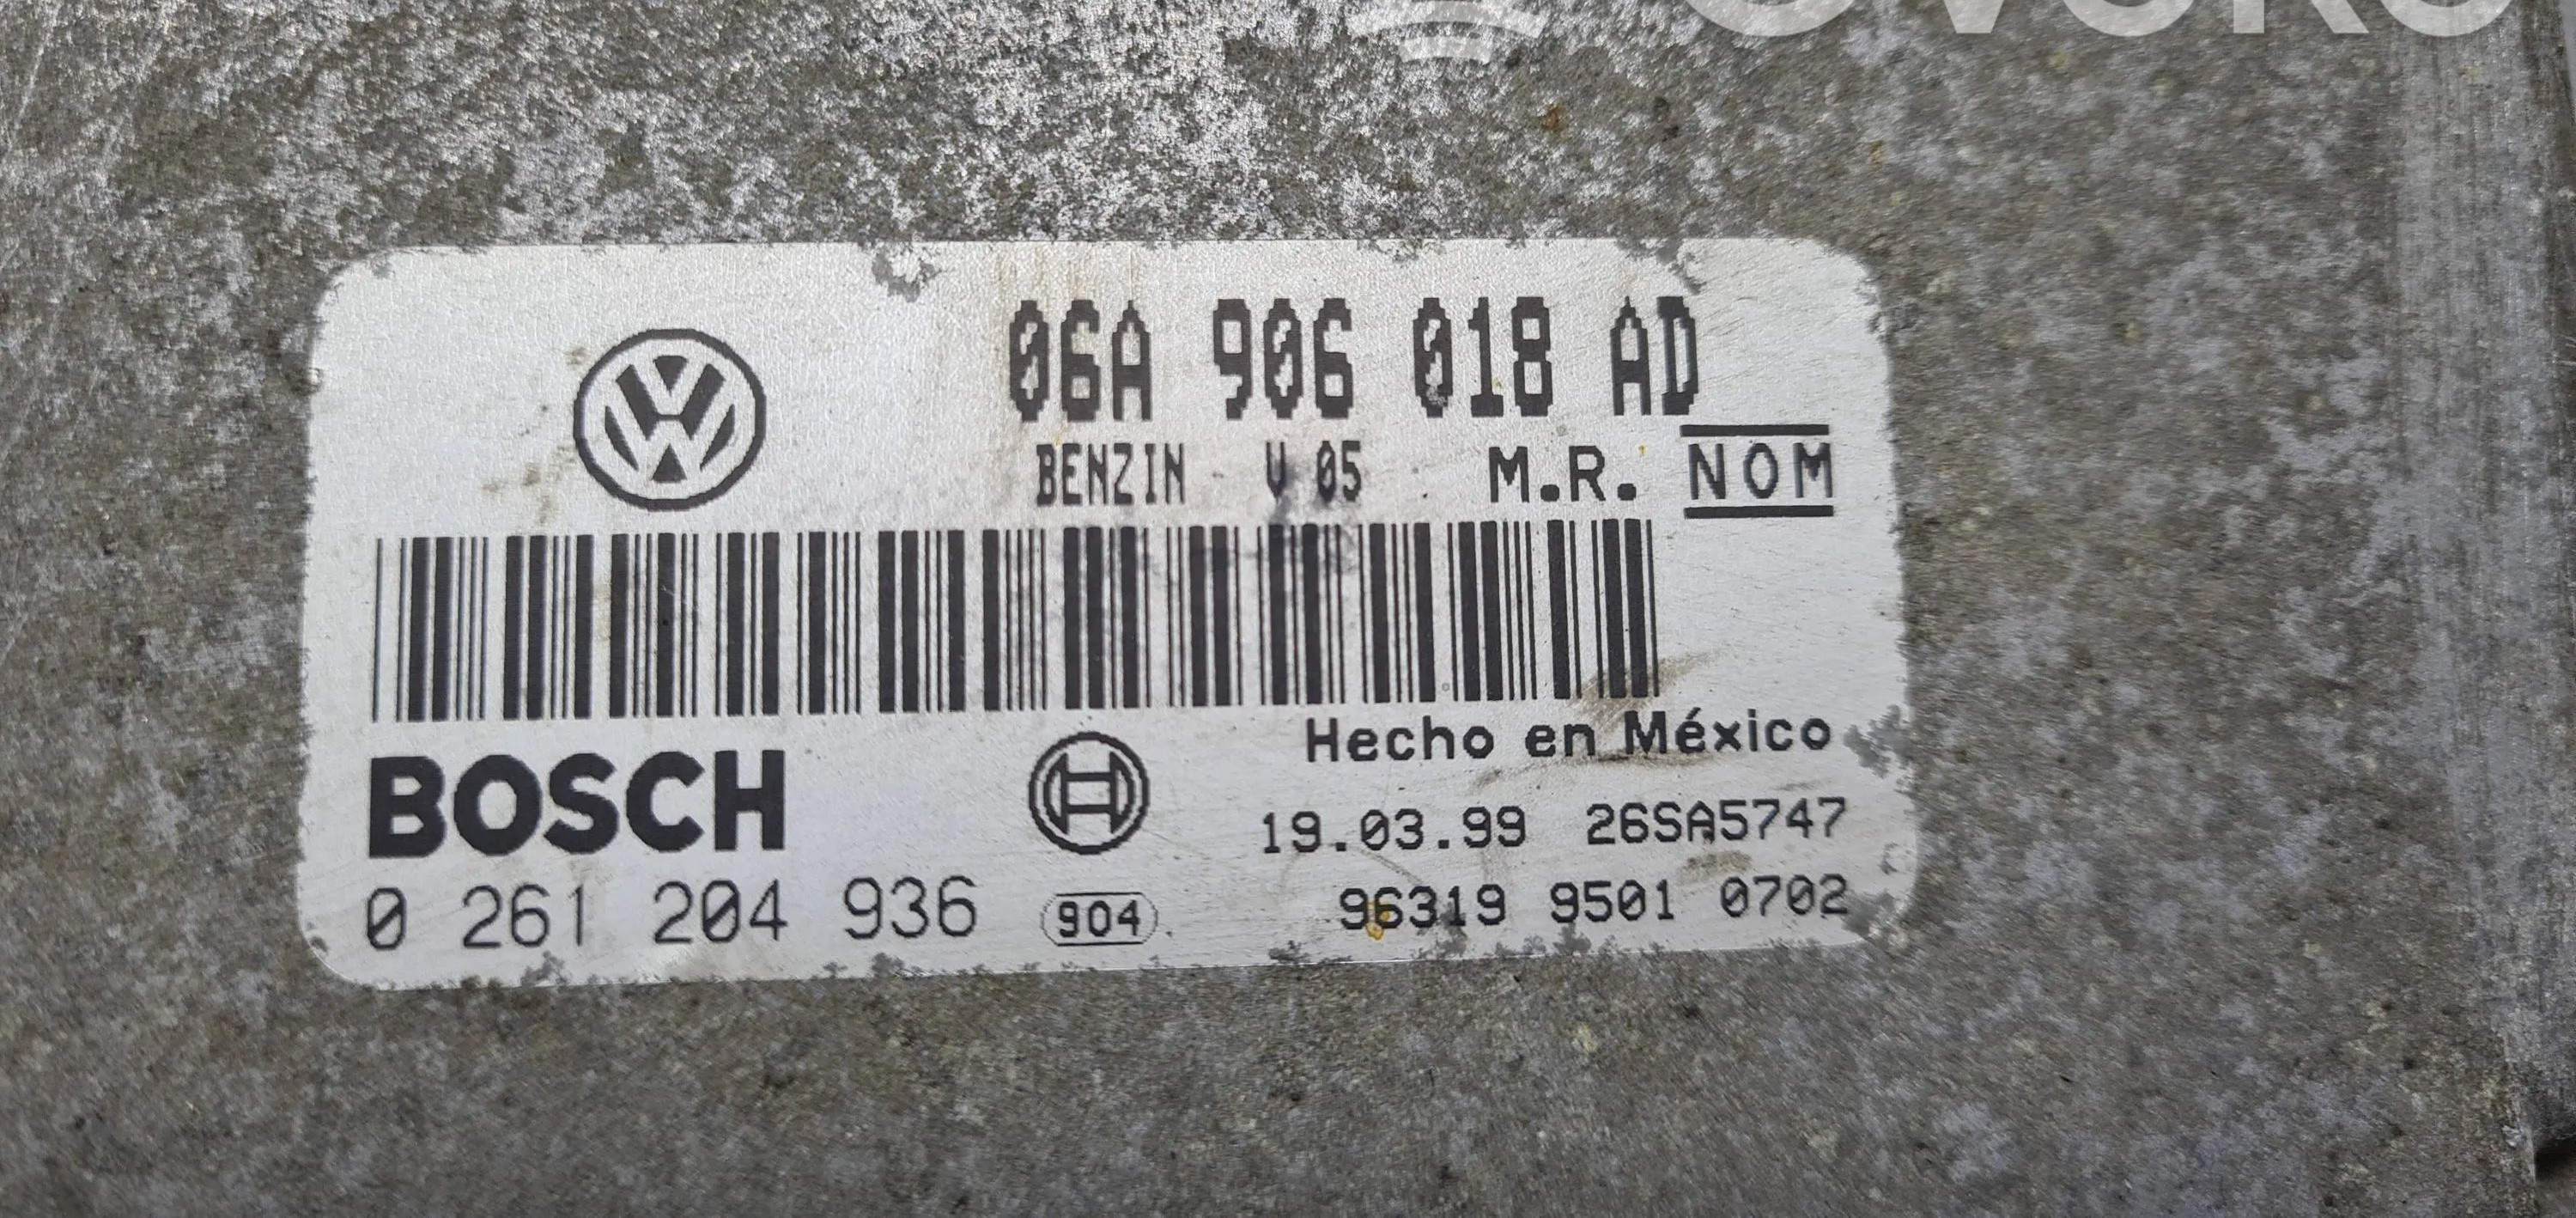 06A 906 018 AD
BENZIN V 05 M.R. NOM
Hecho en México
BOSCH
19.03.99 26SA5747
0 261 204 936 904 96319 9501 0702